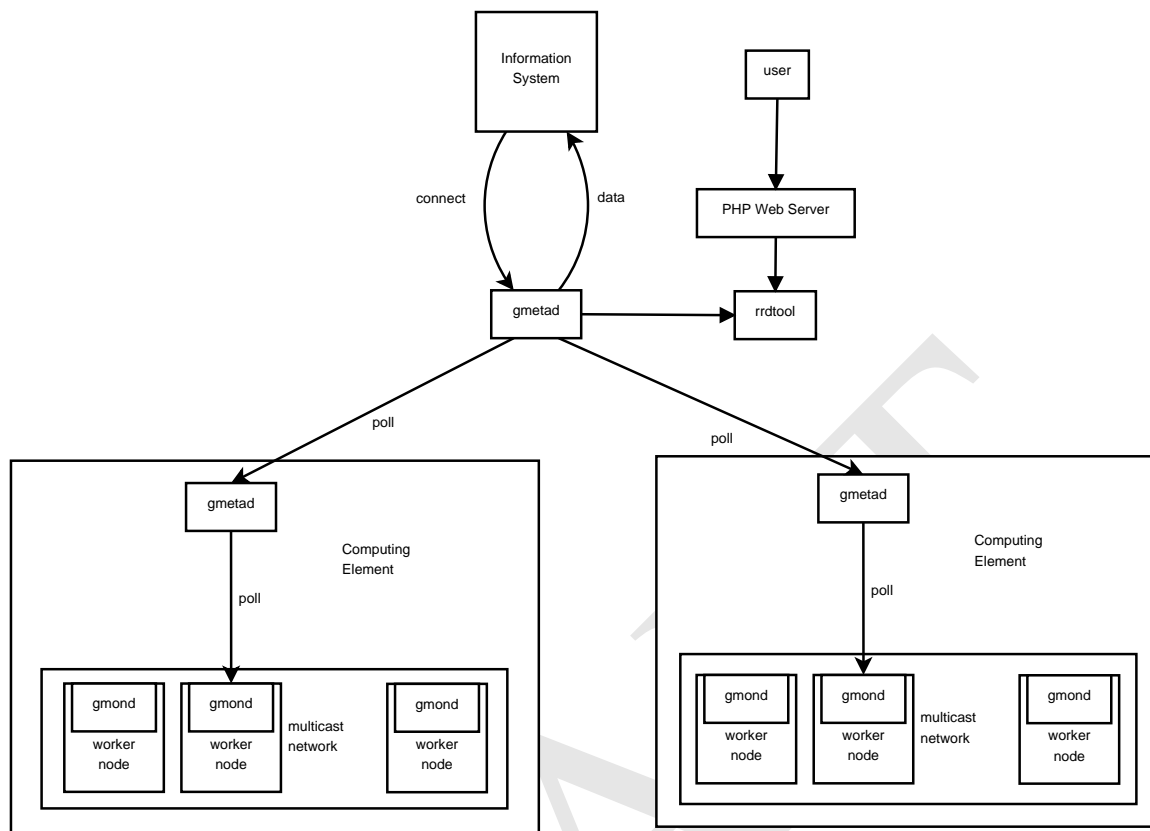 Information
System
user
connect
data
PHP Web Server
gmetad
rrdtool
poll
poll
gmetad
Computing
Element
poll
gmond
worker
node
gmond
worker
node
multicast
network
gmond
worker
node
gmetad
Computing
Element
poll
gmond
worker
node
gmond
worker
node
multicast
network
gmond
worker
node